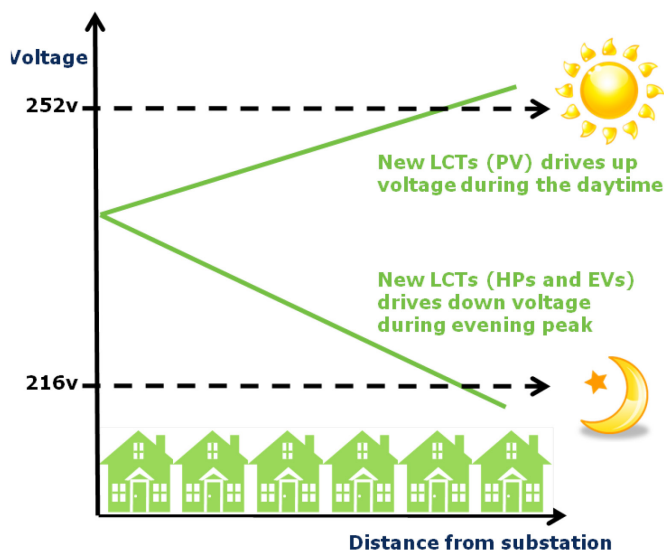 Voltage
252v
New LCTs (PV) drives up
voltage during the daytime
New LCTs (HPs and EVs)
drives down voltage
during evening peak
216v
Distance from substation